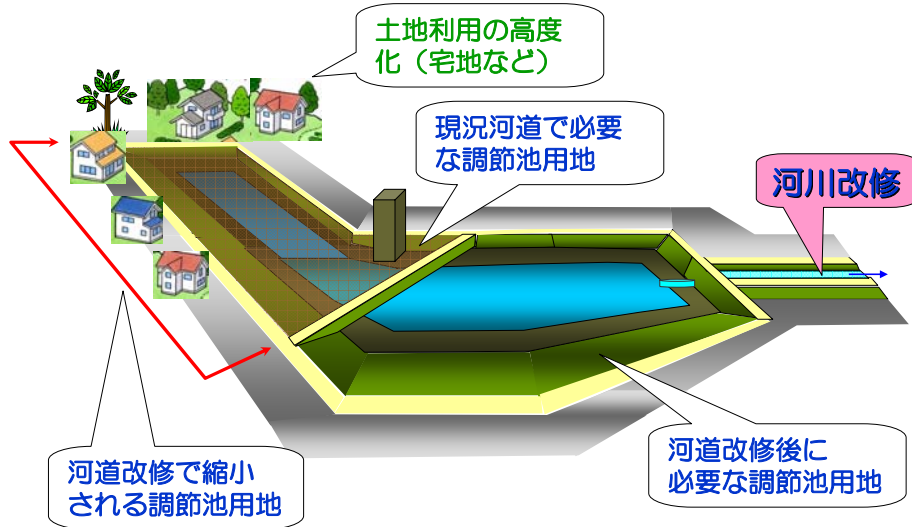 土地利用の高度
化（宅地など）
現況河道で必要
な調節池用地
河川改修
河道改修で縮小
される調節池用地
河道改修後に
必要な調節池用地